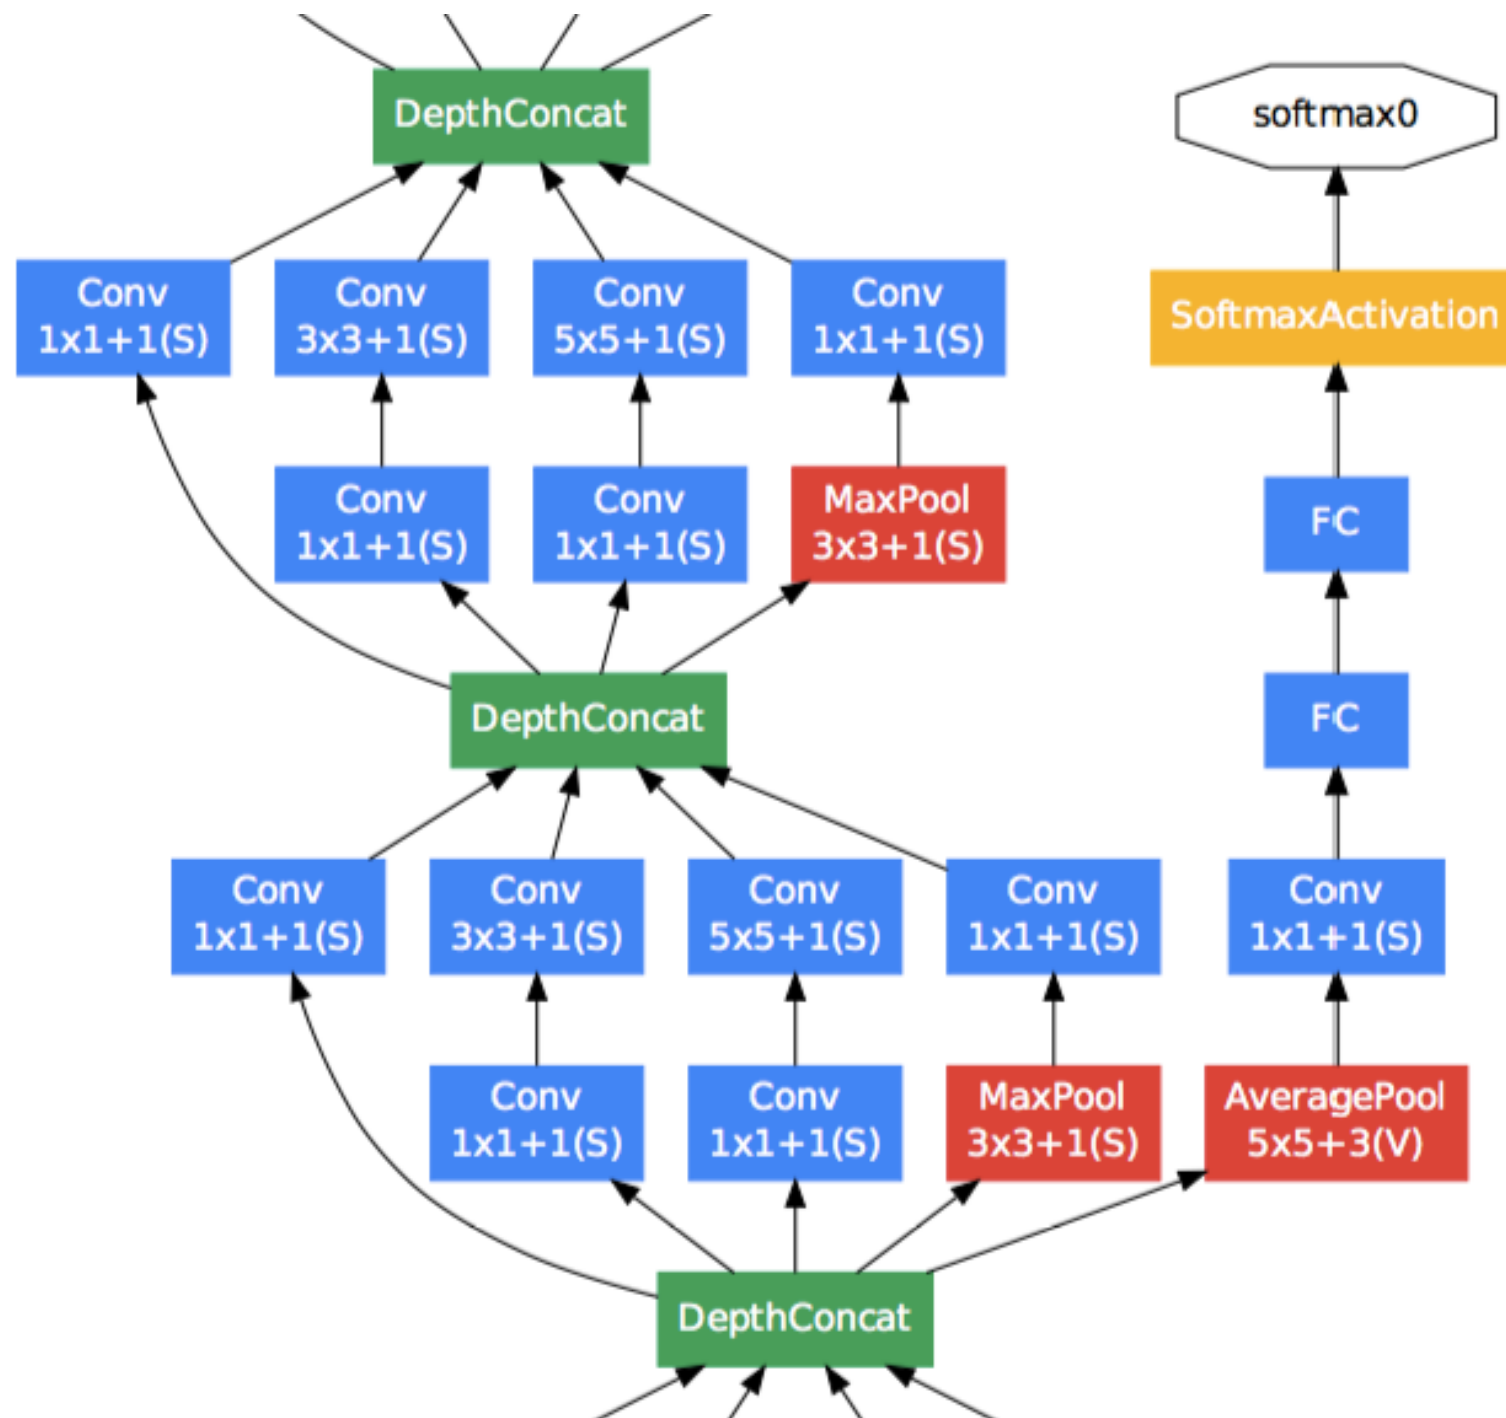 DepthConcat
softmax0
Conv
1x1+1(S)
Conv
3x3+1(S)
Conv
5x5+1(S)
Conv
1x1+1(S)
SoftmaxActivation
Conv
1x1+1(S)
Conv
1x1+1(S)
MaxPool
3x3+1(S)
FC
DepthConcat
FC
Conv
1x1+1(S)
Conv
3x3+1(S)
Conv
5x5+1(S)
Conv
1x1+1(S)
Conv
1x1+1(S)
Conv
1x1+1(S)
Conv
1x1+1(S)
MaxPool
3x3+1(S)
AveragePool
5x5+3(V)
DepthConcat